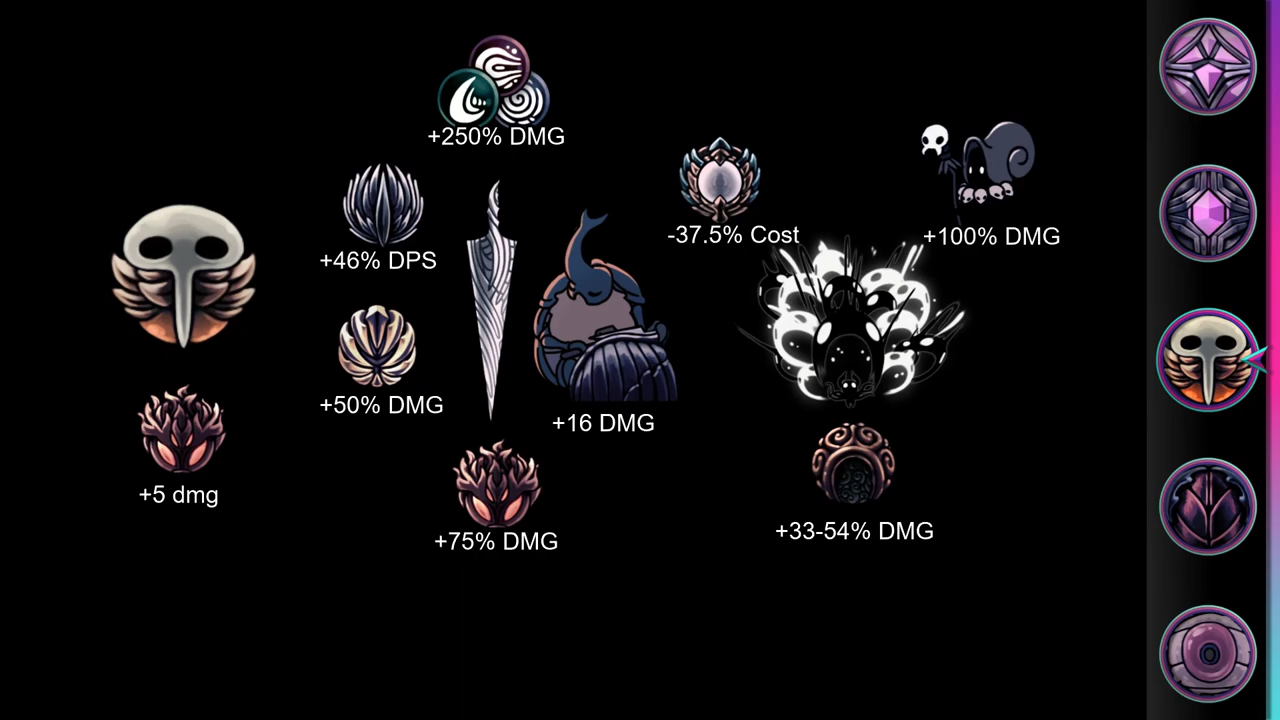 +250% DMG
-37.5% Cost
+100% DMG
+46% DPS
+50% DMG
+16 DMG
+5 dmg
+75% DMG
+33-54% DMG